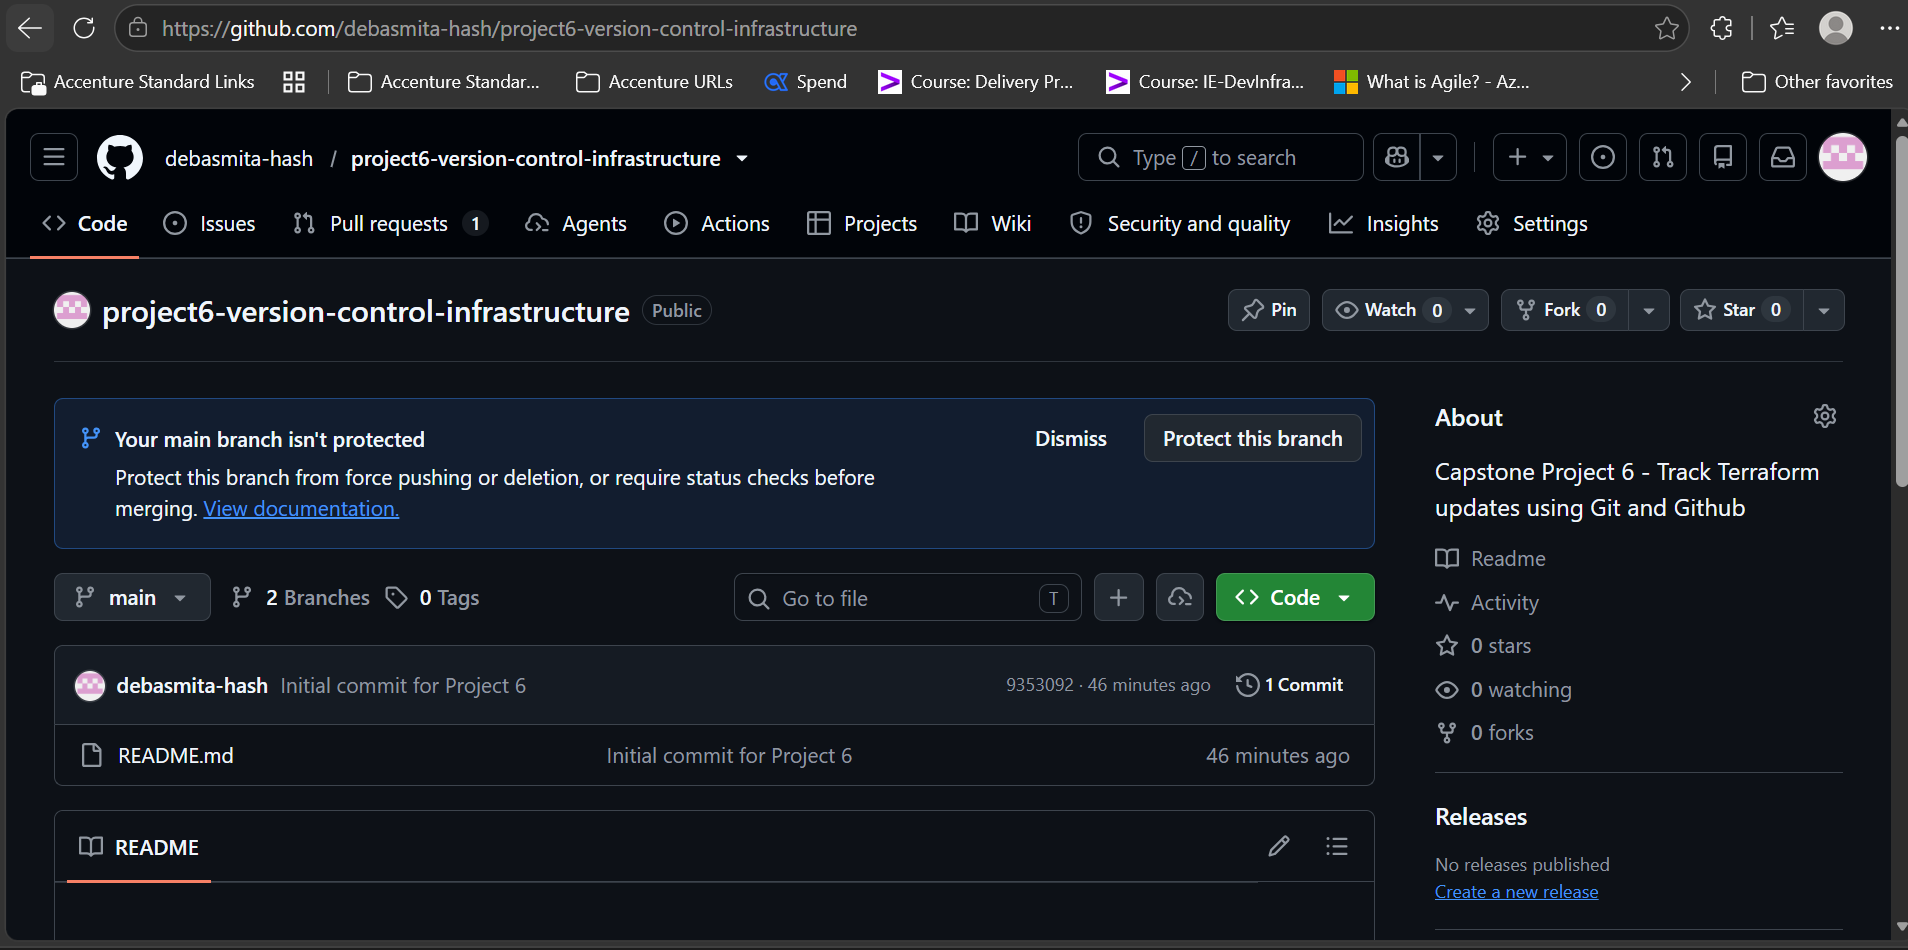 https://github.com/debasmita-hash/project6-version-control-infrastructure
Accenture Standard Links
Accenture Standar...
Accenture URLs
Spend
Course: Delivery Pr...
Course: IE-DevInfra...
What is Agile? - Az...
Other favorites
debasmita-hash / project6-version-control-infrastructure
Type / to search
Code
Issues
Pull requests 1
Agents
Actions
Projects
Wiki
Security and quality
Insights
Settings
project6-version-control-infrastructure Public
Pin
Watch 0
Fork 0
Star 0
Your main branch isn't protected
Protect this branch from force pushing or deletion, or require status checks before
merging. View documentation.
Dismiss
Protect this branch
main
2 Branches
0 Tags
Go to file
T
Code
debasmita-hash Initial commit for Project 6
9353092 · 46 minutes ago
1 Commit
README.md
Initial commit for Project 6
46 minutes ago
README
About
Capstone Project 6 - Track Terraform
updates using Git and Github
Readme
Activity
0 stars
0 watching
0 forks
Releases
No releases published
Create a new release